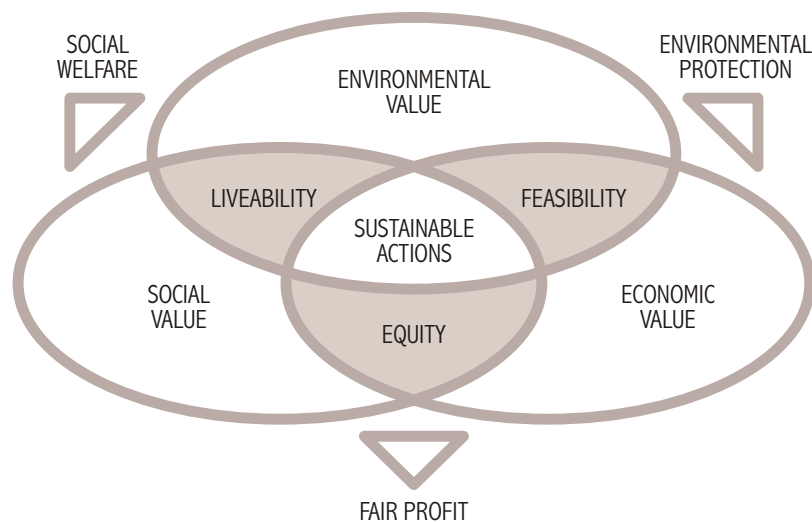 SOCIAL
WELFARE
ENVIRONMENTAL
PROTECTION
ENVIRONMENTAL
VALUE
LIVEABILITY
FEASIBILITY
SUSTAINABLE
ACTIONS
SOCIAL
VALUE
ECONOMIC
VALUE
EQUITY
FAIR PROFIT